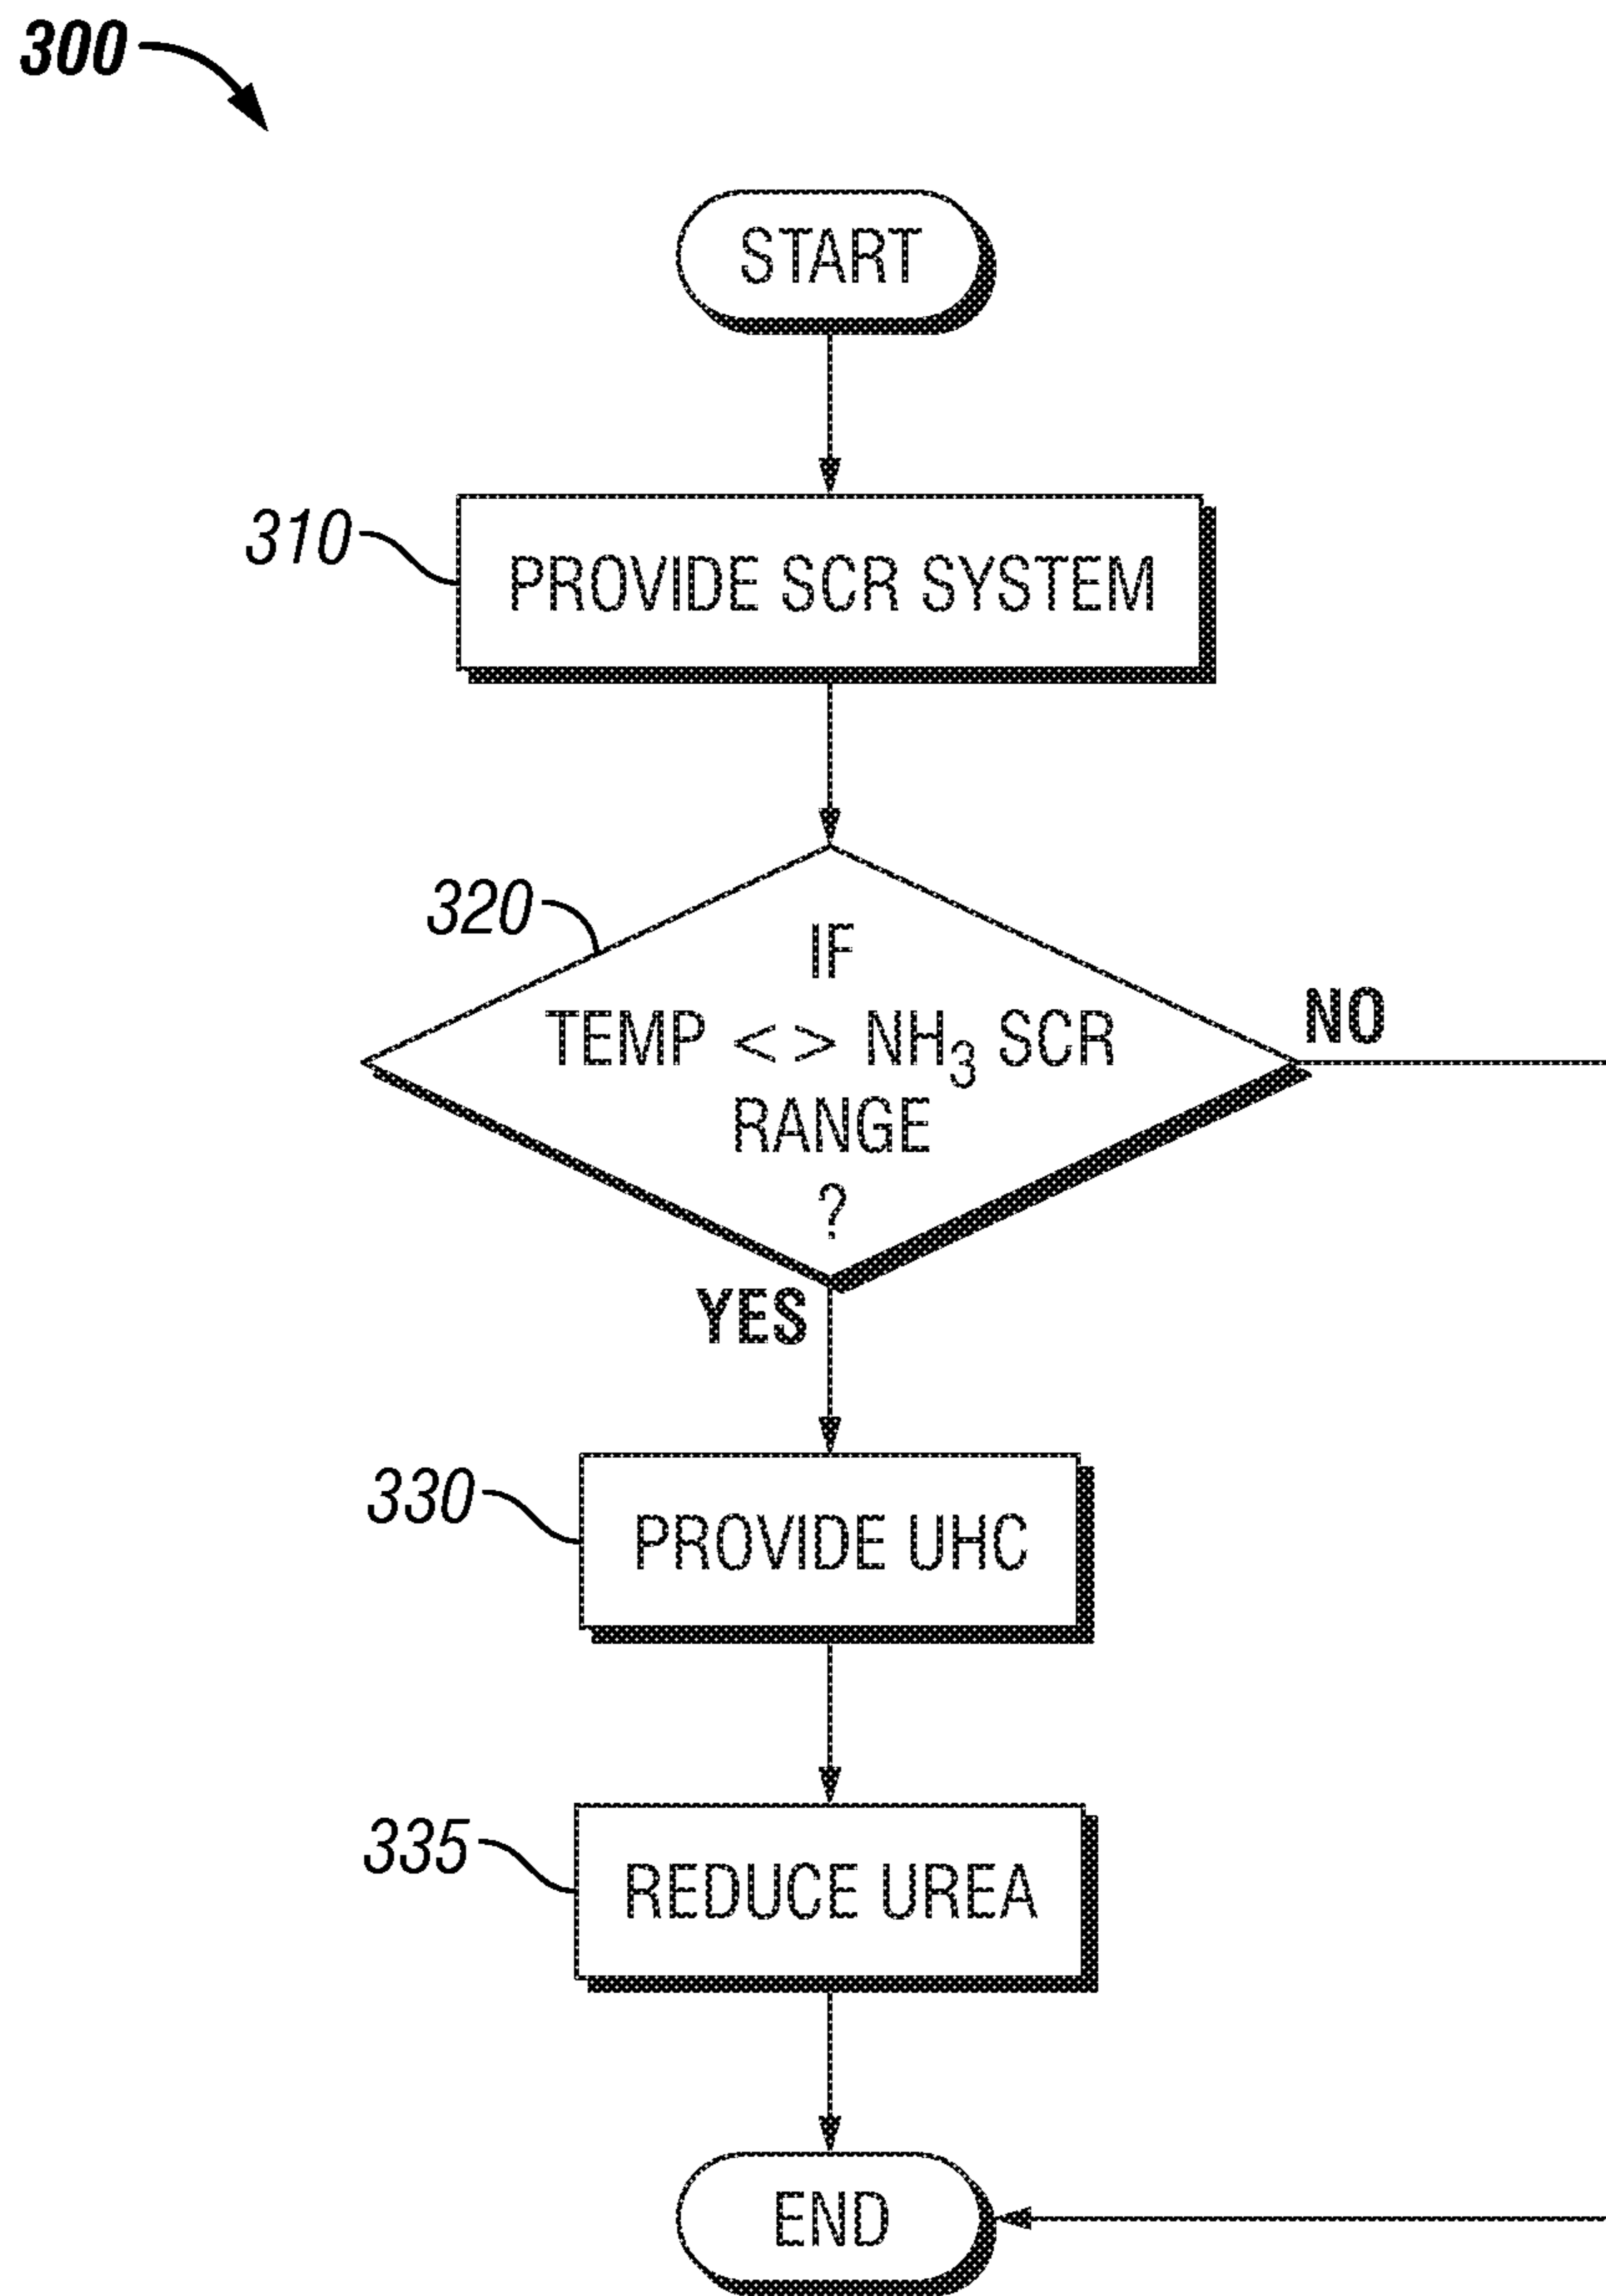 300
START
310
PROVIDE SCR SYSTEM
320
IF
TEMP < > NH₃ SCR
RANGE
?
NO
YES
330
PROVIDE UHC
335
REDUCE UREA
END